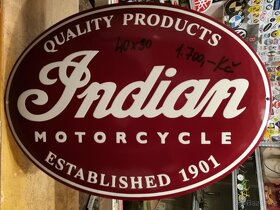 QUALITY PRODUCTS
40x30 1.700,-Kč
Indian
MOTORCYCLE
ESTABLISHED 1901